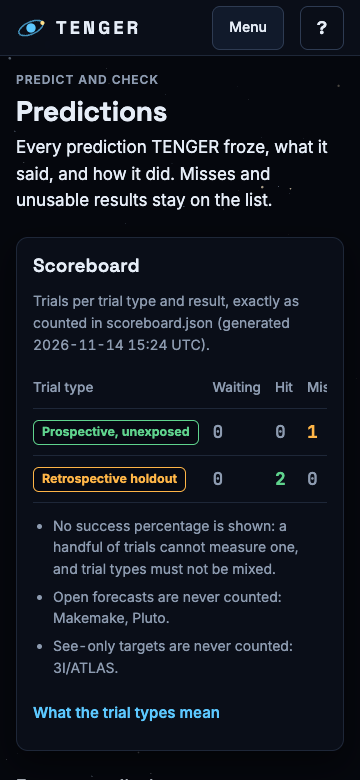 TENGER
Menu
?
PREDICT AND CHECK
Predictions
Every prediction TENGER froze, what it
said, and how it did. Misses and
unusable results stay on the list.
Scoreboard
Trials per trial type and result, exactly as
counted in scoreboard.json (generated
2026-11-14 15:24 UTC).
Trial type Waiting Hit Mis
Prospective, unexposed 0 0 1
Retrospective holdout 0 2 0
• No success percentage is shown: a
handful of trials cannot measure one,
and trial types must not be mixed.
• Open forecasts are never counted:
Makemake, Pluto.
• See-only targets are never counted:
3I/ATLAS.
What the trial types mean